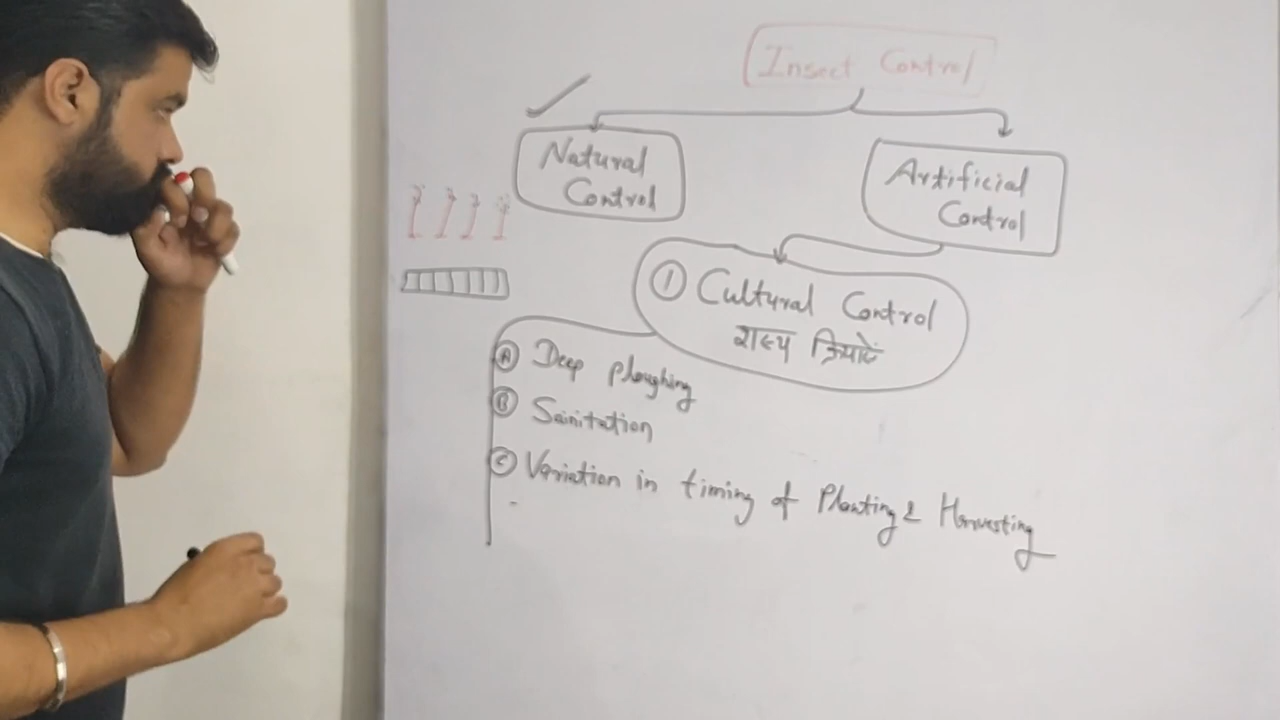 Insect Control
Natural
Control
Artificial
Control
① Cultural Control
शस्य क्रियायें
Ⓐ Deep ploughing
Ⓑ Sanitation
Ⓒ Variation in timing of Planting & Harvesting